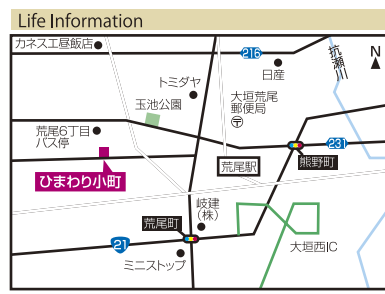 Life Information
カネスエ昼飯店
216
日産
杭瀬川
トミダヤ
玉池公園
大垣荒尾
郵便局
荒尾6丁目
バス停
231
荒尾駅
熊野町
ひまわり小町
岐建
(株)
荒尾町
21
大垣西IC
ミニストップ